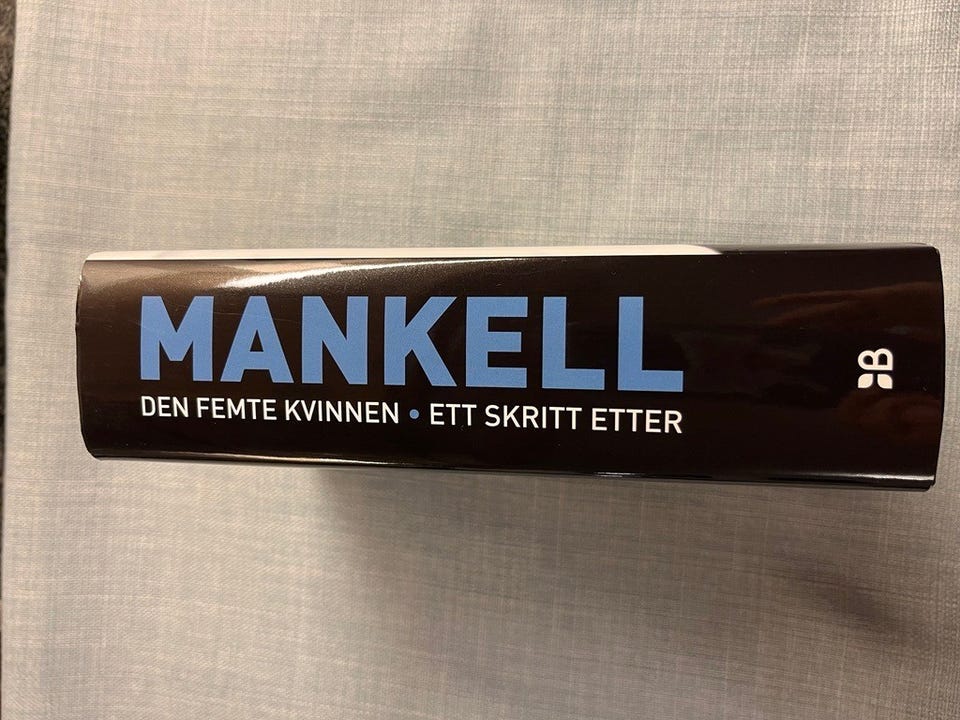 MANKELL
DEN FEMTE KVINNEN • ETT SKRITT ETTER
B